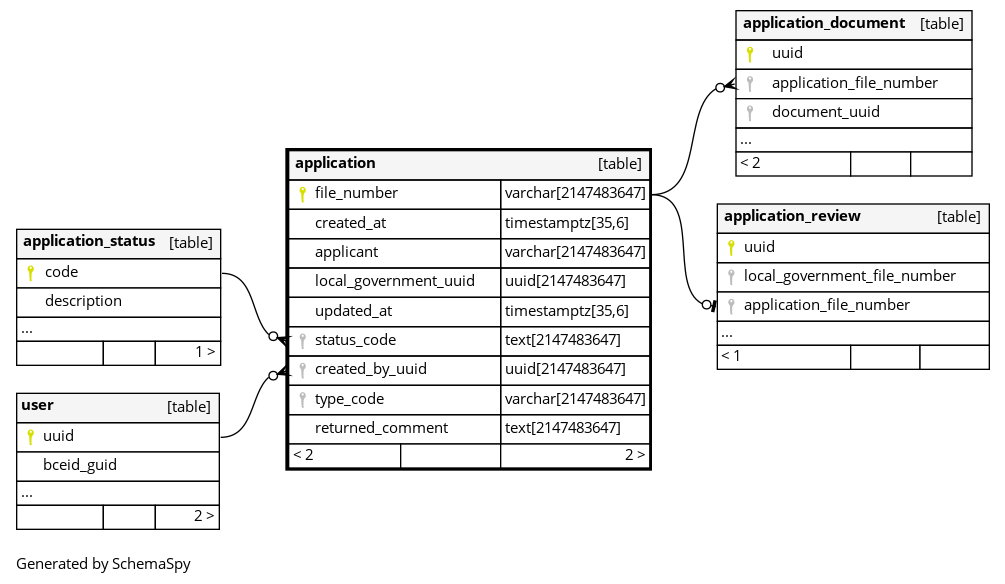 application_document [table]
uuid
application_file_number
document_uuid
...
< 2
application [table]
file_number varchar[2147483647]
created_at timestamptz[35,6]
applicant varchar[2147483647]
local_government_uuid uuid[2147483647]
updated_at timestamptz[35,6]
status_code text[2147483647]
created_by_uuid uuid[2147483647]
type_code varchar[2147483647]
returned_comment text[2147483647]
< 2 2 >
application_review [table]
uuid
local_government_file_number
application_file_number
...
< 1
application_status [table]
code
description
...
1 >
user [table]
uuid
bceid_guid
...
2 >
Generated by SchemaSpy